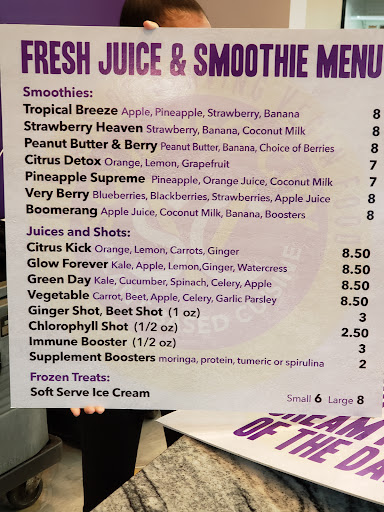 FRESH JUICE & SMOOTHIE MENU
Smoothies:
Tropical Breeze Apple, Pineapple, Strawberry, Banana 8
Strawberry Heaven Strawberry, Banana, Coconut Milk 8
Peanut Butter & Berry Peanut Butter, Banana, Choice of Berries 8
Citrus Detox Orange, Lemon, Grapefruit 7
Pineapple Supreme Pineapple, Orange Juice, Coconut Milk 7
Very Berry Blueberries, Blackberries, Strawberries, Apple Juice 8
Boomerang Apple Juice, Coconut Milk, Banana, Boosters 8
Juices and Shots:
Citrus Kick Orange, Lemon, Carrots, Ginger 8.50
Glow Forever Kale, Apple, Lemon,Ginger, Watercress 8.50
Green Day Kale, Cucumber, Spinach, Celery, Apple 8.50
Vegetable Carrot, Beet, Apple, Celery, Garlic Parsley 8.50
Ginger Shot, Beet Shot (1 oz) 3
Chlorophyll Shot (1/2 oz) 2.50
Immune Booster (1/2 oz) 3
Supplement Boosters moringa, protein, tumeric or spirulina 2
Frozen Treats:
Soft Serve Ice Cream Small 6 Large 8
SED CUISINE
OF THE DA